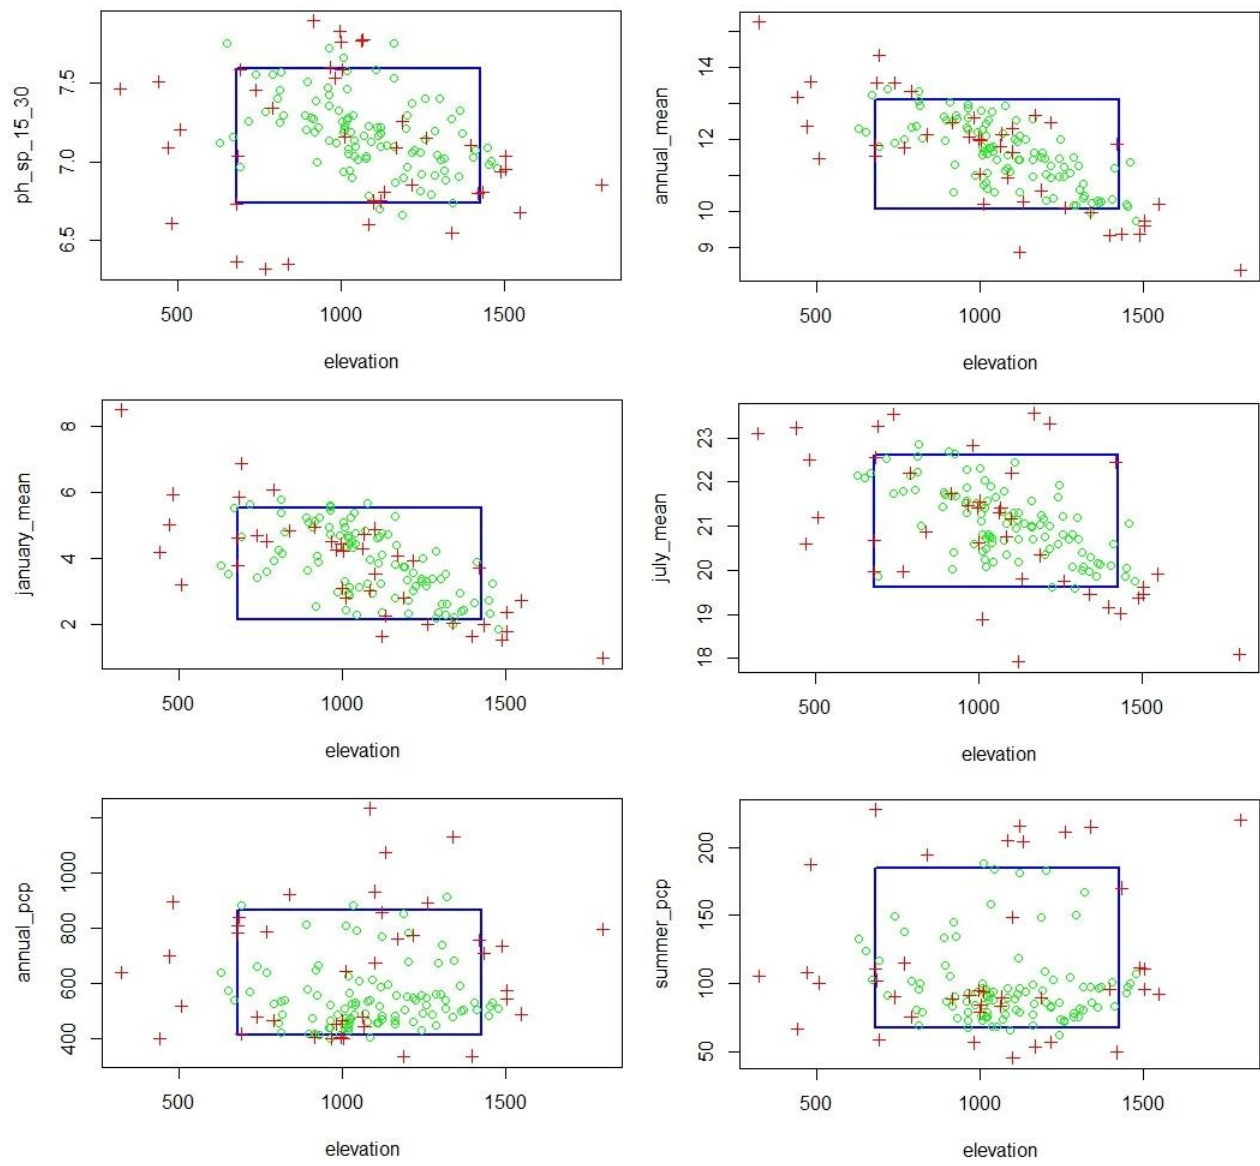 ph_sp_15_30
7.5
7.0
6.5
500 1000 1500
elevation
annual_mean
14
12
10
9
500 1000 1500
elevation
january_mean
8
6
4
2
500 1000 1500
elevation
july_mean
23
22
21
20
19
18
500 1000 1500
elevation
annual_pcp
1000
800
600
400
500 1000 1500
elevation
summer_pcp
200
150
100
50
500 1000 1500
elevation